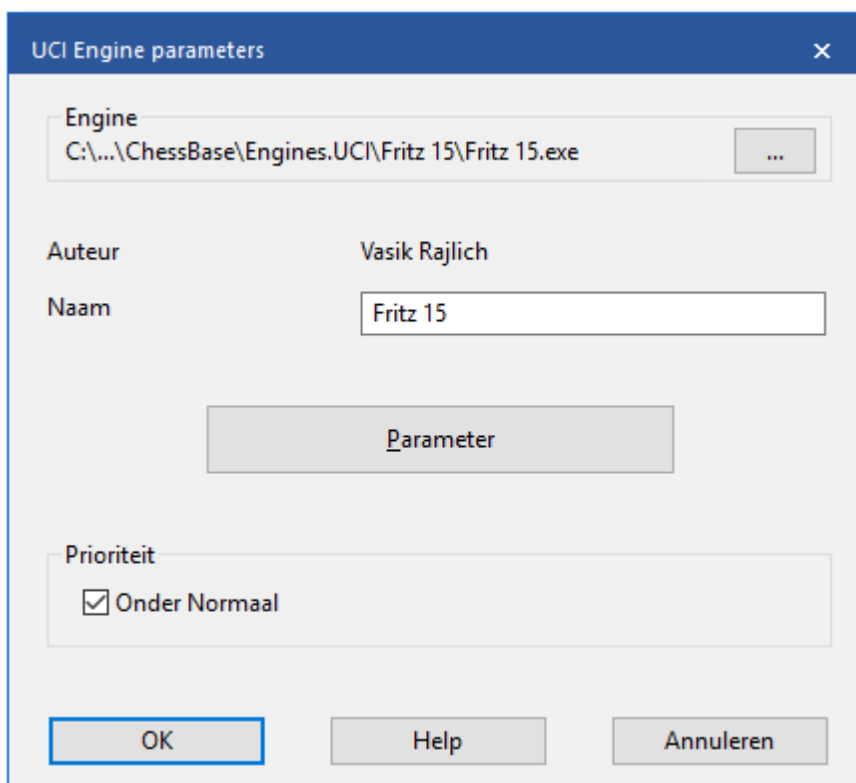 UCI Engine parameters
Engine
C:\...\ChessBase\Engines.UCI\Fritz 15\Fritz 15.exe ...
Auteur Vasik Rajlich
Naam Fritz 15
Parameter
Prioriteit
Onder Normaal
OK Help Annuleren